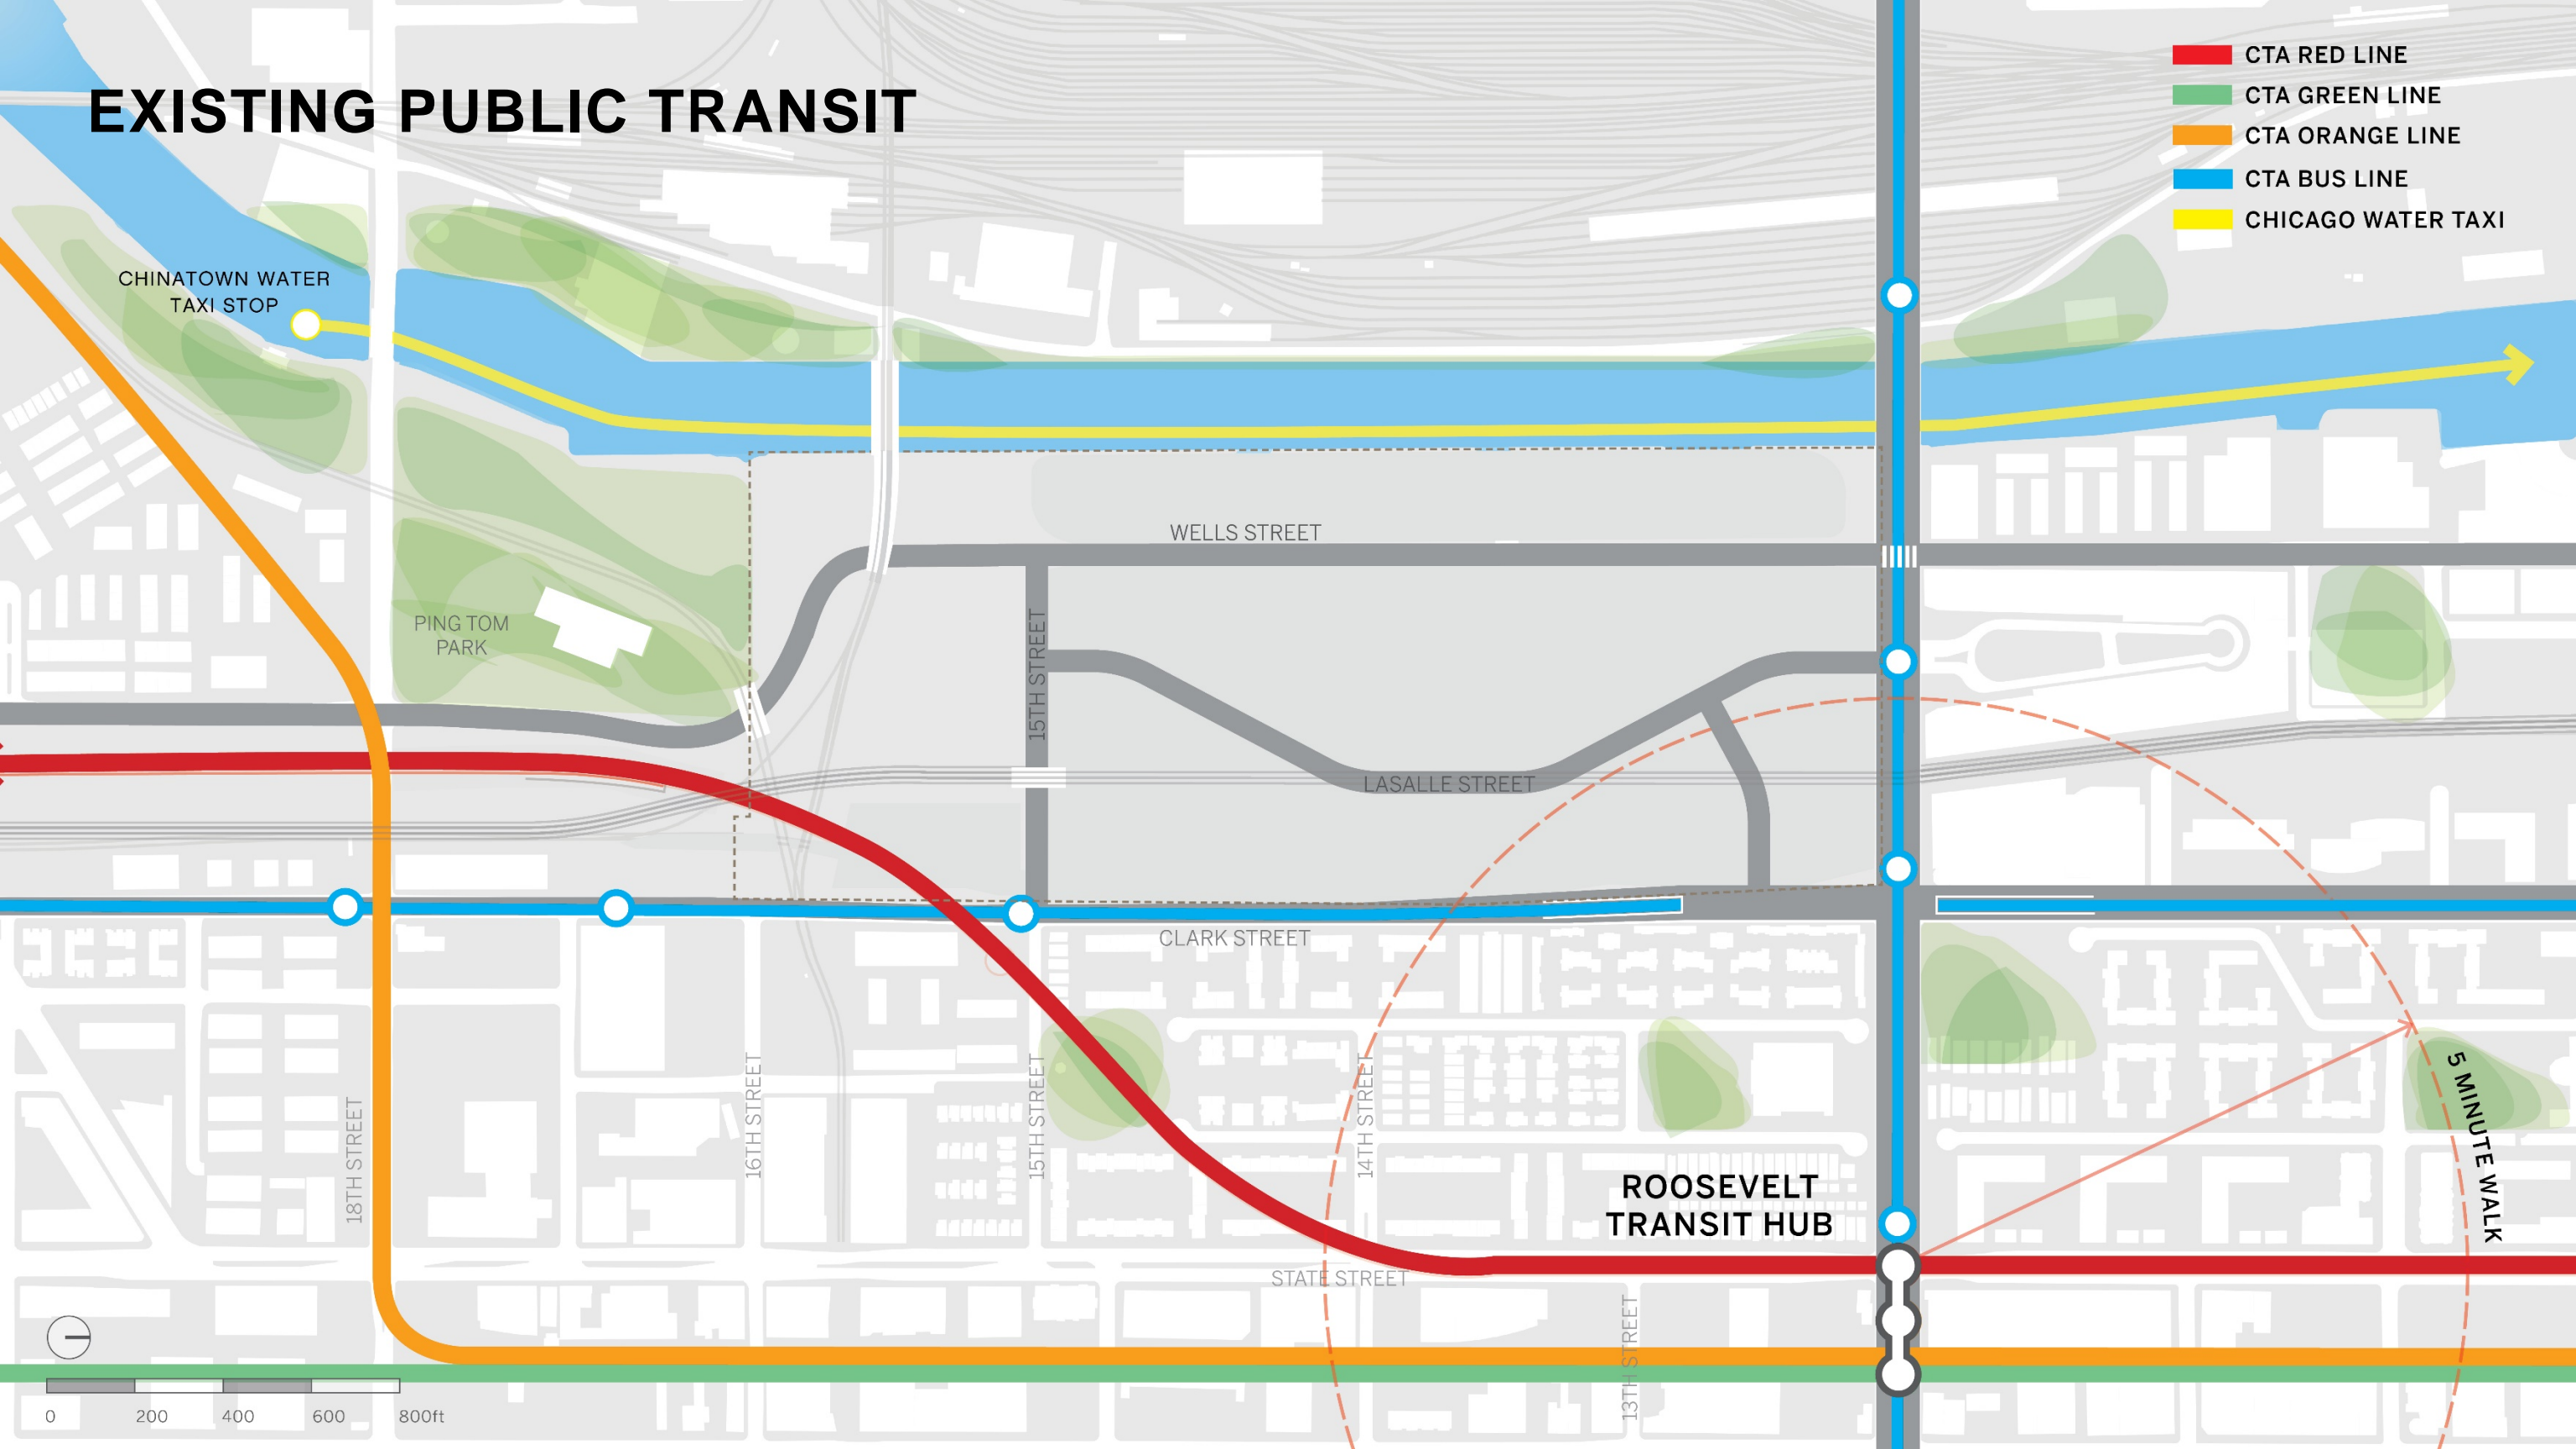 EXISTING PUBLIC TRANSIT
CTA RED LINE
CTA GREEN LINE
CTA ORANGE LINE
CTA BUS LINE
CHICAGO WATER TAXI
CHINATOWN WATER
TAXI STOP
WELLS STREET
PING TOM
PARK
15TH STREET
LASALLE STREET
CLARK STREET
18TH STREET
16TH STREET
15TH STREET
14TH STREET
5 MINUTE WALK
ROOSEVELT
TRANSIT HUB
STATE STREET
13TH STREET
0 200 400 600 800ft